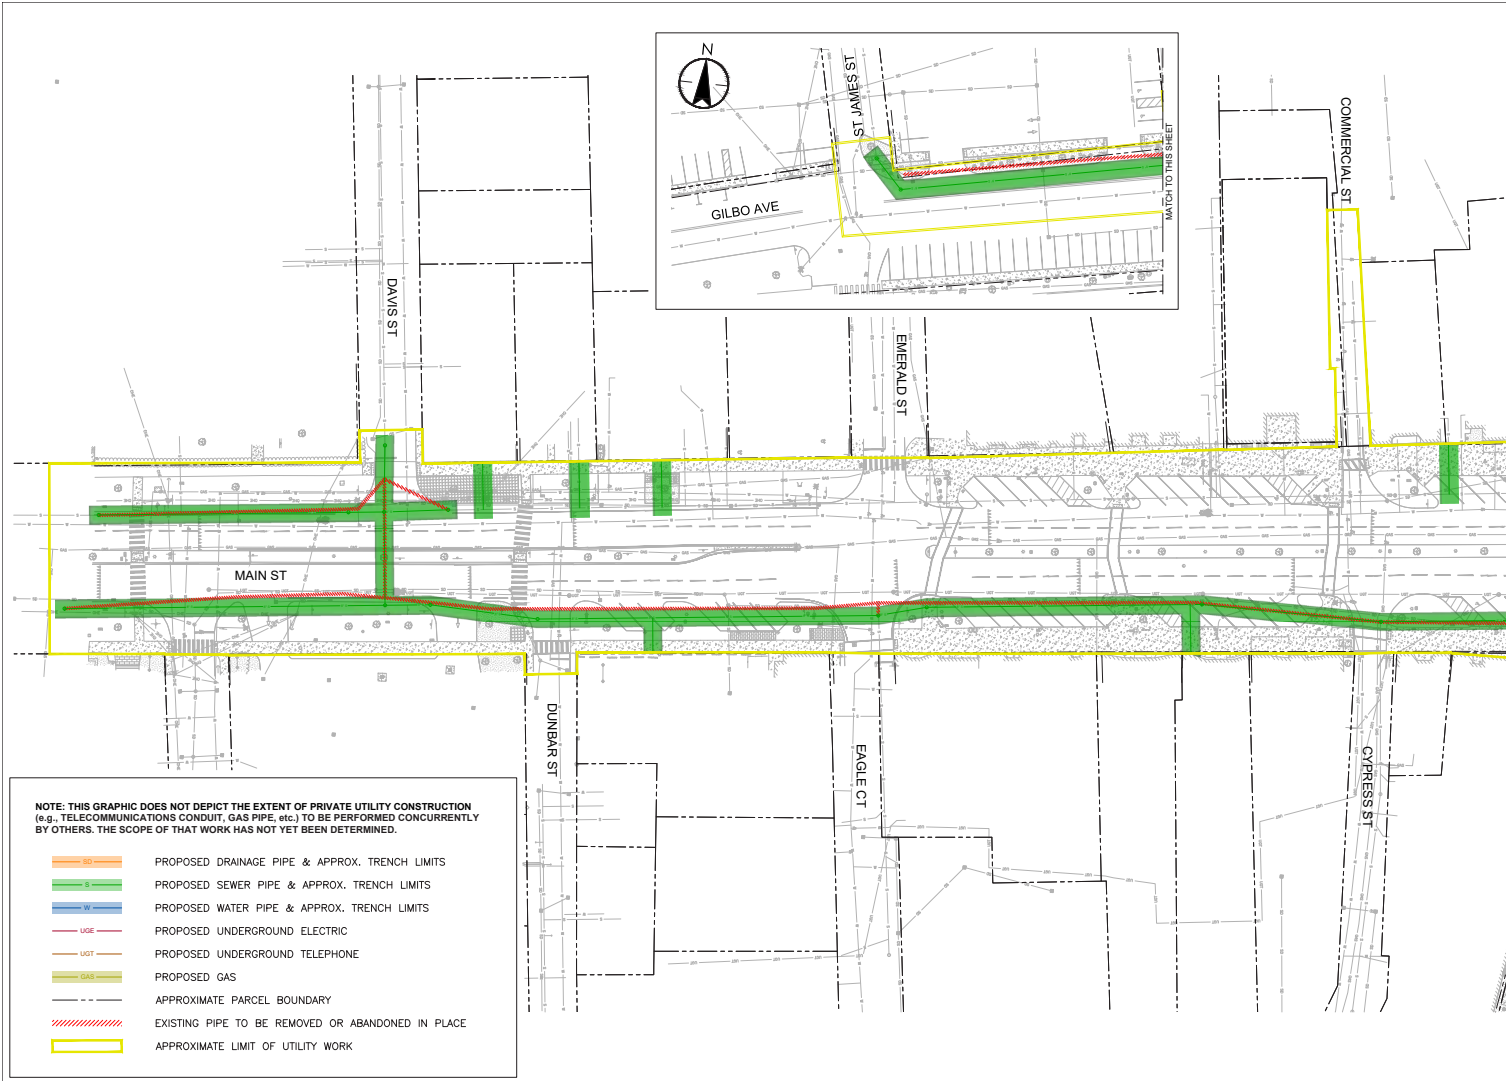 N
ST JAMES ST
GILBO AVE
MATCH TO THIS SHEET
COMMERCIAL ST
DAVIS ST
EMERALD ST
MAIN ST
DUNBAR ST
EAGLE CT
CYPRESS ST
NOTE: THIS GRAPHIC DOES NOT DEPICT THE EXTENT OF PRIVATE UTILITY CONSTRUCTION
(e.g., TELECOMMUNICATIONS CONDUIT, GAS PIPE, etc.) TO BE PERFORMED CONCURRENTLY
BY OTHERS. THE SCOPE OF THAT WORK HAS NOT YET BEEN DETERMINED.
SD PROPOSED DRAINAGE PIPE & APPROX. TRENCH LIMITS
S PROPOSED SEWER PIPE & APPROX. TRENCH LIMITS
W PROPOSED WATER PIPE & APPROX. TRENCH LIMITS
UGE PROPOSED UNDERGROUND ELECTRIC
UGT PROPOSED UNDERGROUND TELEPHONE
GAS PROPOSED GAS
APPROXIMATE PARCEL BOUNDARY
EXISTING PIPE TO BE REMOVED OR ABANDONED IN PLACE
APPROXIMATE LIMIT OF UTILITY WORK